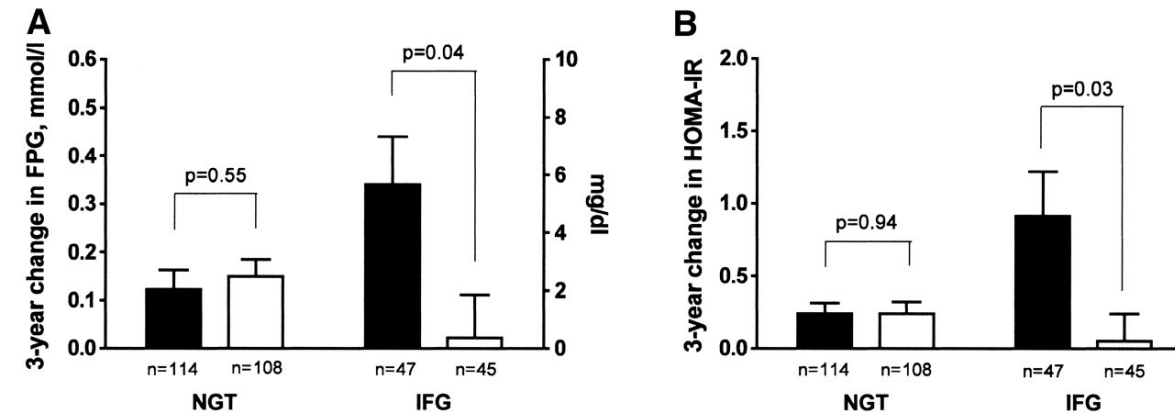 A
3-year change in FPG, mmol/l
0.6
0.5
0.4
0.3
0.2
0.1
0.0
p=0.55
p=0.04
10
8
6
4
2
0
mg/dl
n=114
n=108
n=47
n=45
NGT
IFG
B
3-year change in HOMA-IR
2.0
1.5
1.0
0.5
0.0
p=0.94
p=0.03
n=114
n=108
n=47
n=45
NGT
IFG